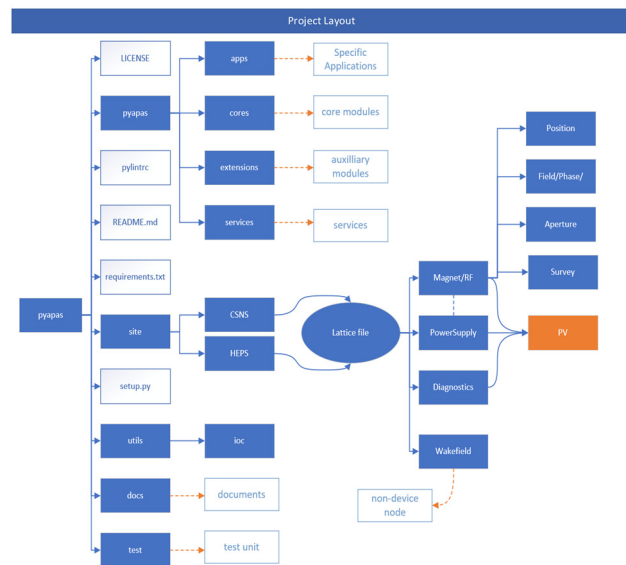 Project Layout
LICENSE
apps
Specific
Applications
pyapas
cores
core modules
Position
pylintrc
extensions
auxilliary
modules
Field/Phase/
README.md
services
services
Aperture
requirements.txt
Magnet/RF
Survey
pyapas
site
CSNS
HEPS
Lattice file
PowerSupply
PV
setup.py
Diagnostics
utils
ioc
Wakefield
docs
documents
non-device
node
test
test unit